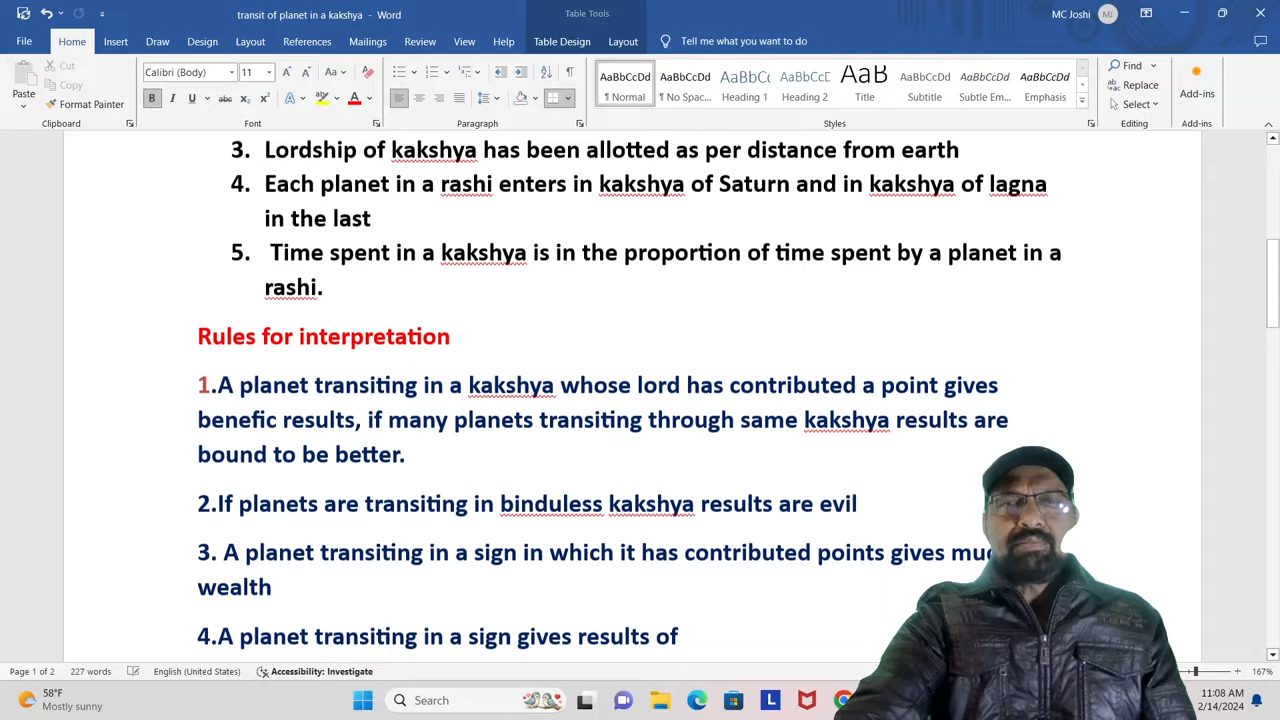 transit of planet in a kakshya - Word
Table Tools
MC Joshi MJ
File Home Insert Draw Design Layout References Mailings Review View Help Table Design Layout Tell me what you want to do
Paste
Cut
Copy
Format Painter
Clipboard
Calibri (Body) 11
Font
Paragraph
AaBbCcDd AaBbCcDd AaBbCc AaBbCcD AaB AaBbCcDd AaBbCcDd AaBbCcDd
¶ Normal ¶ No Spac... Heading 1 Heading 2 Title Subtitle Subtle Em... Emphasis
Styles
Find
Replace
Select
Editing
Add-ins
Add-ins
3. Lordship of kakshya has been allotted as per distance from earth
4. Each planet in a rashi enters in kakshya of Saturn and in kakshya of lagna
in the last
5. Time spent in a kakshya is in the proportion of time spent by a planet in a
rashi.
Rules for interpretation
1.A planet transiting in a kakshya whose lord has contributed a point gives
benefic results, if many planets transiting through same kakshya results are
bound to be better.
2.If planets are transiting in binduless kakshya results are evil
3. A planet transiting in a sign in which it has contributed points gives
wealth
4.A planet transiting in a sign gives results of
Page 1 of 2 227 words English (United States) Accessibility: Investigate 167%
58°F
Mostly sunny
Search
11:08 AM
2/14/2024